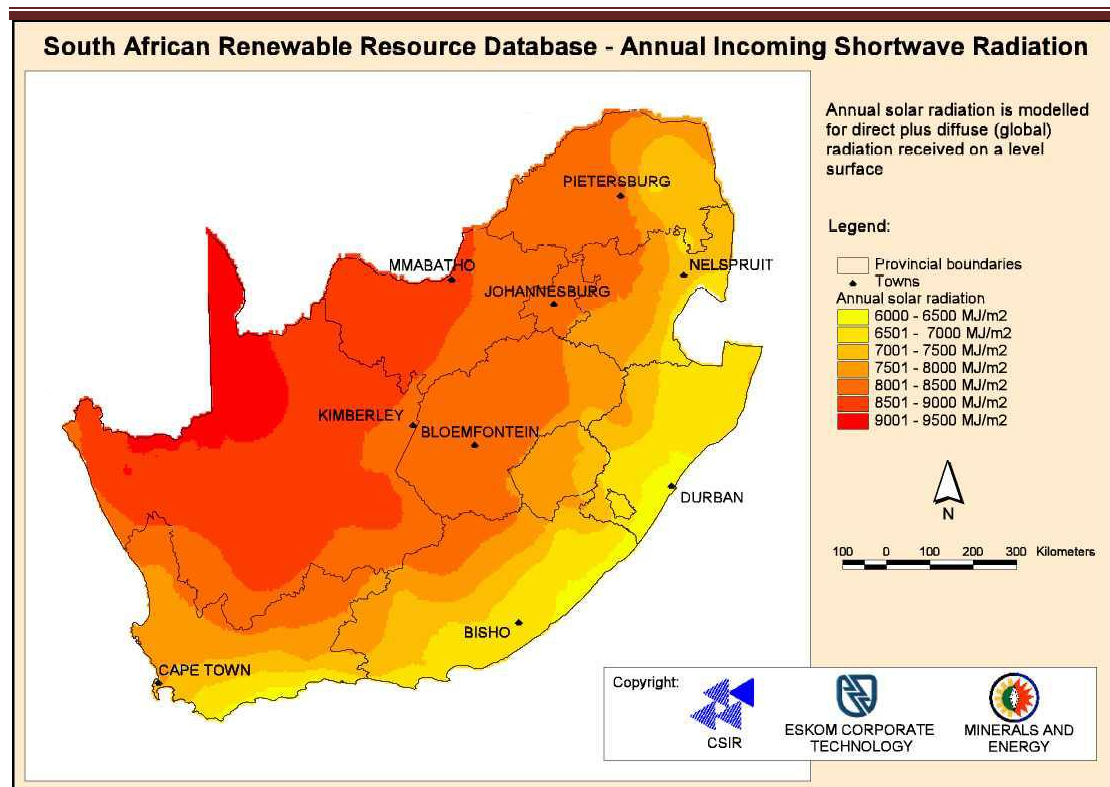 South African Renewable Resource Database - Annual Incoming Shortwave Radiation
Annual solar radiation is modelled
for direct plus diffuse (global)
radiation received on a level
surface
PIETERSBURG
MMABATHO
NELSPRUIT
JOHANNESBURG
KIMBERLEY
BLOEMFONTEIN
DURBAN
BISHO
CAPE TOWN
Legend:
Provincial boundaries
Towns
Annual solar radiation
6000 - 6500 MJ/m2
6501 - 7000 MJ/m2
7001 - 7500 MJ/m2
7501 - 8000 MJ/m2
8001 - 8500 MJ/m2
8501 - 9000 MJ/m2
9001 - 9500 MJ/m2
N
100 0 100 200 300 Kilometers
Copyright:
CSIR
ESKOM CORPORATE
TECHNOLOGY
MINERALS AND
ENERGY